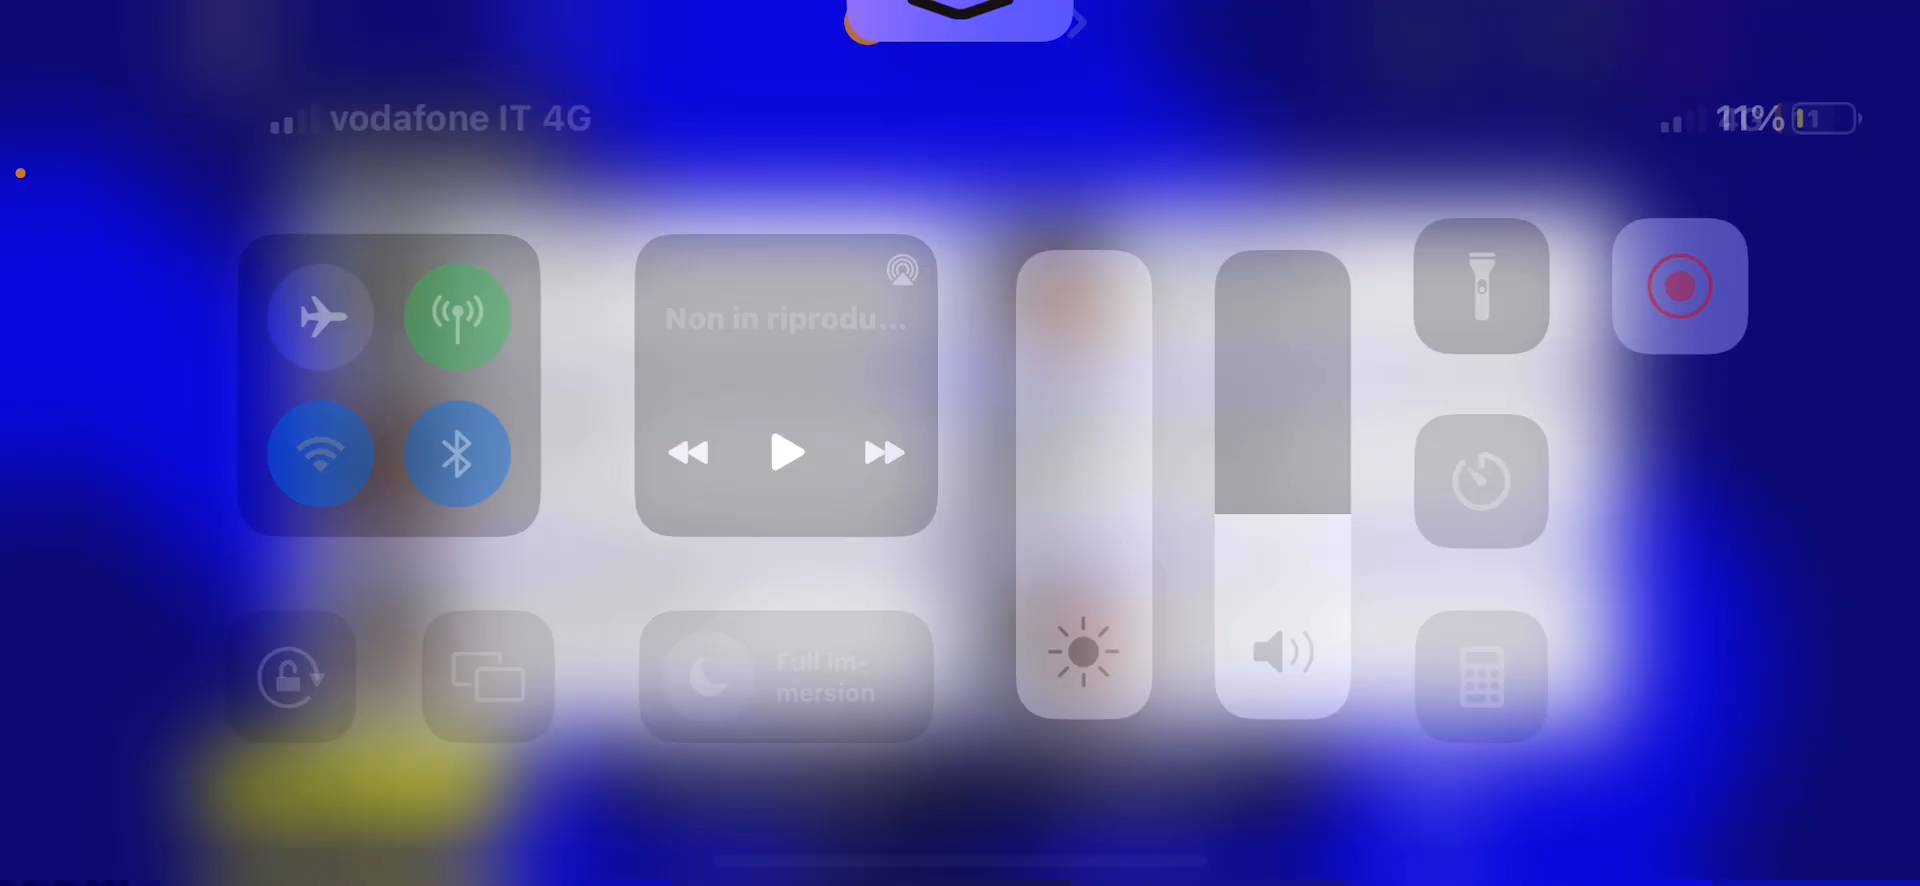 vodafone IT 4G
11%
Non in riprodu...
Full im-
mersion